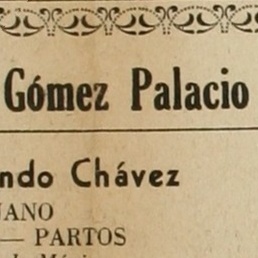 Gómez Palacio
ndo Chávez
JANO
— PARTOS